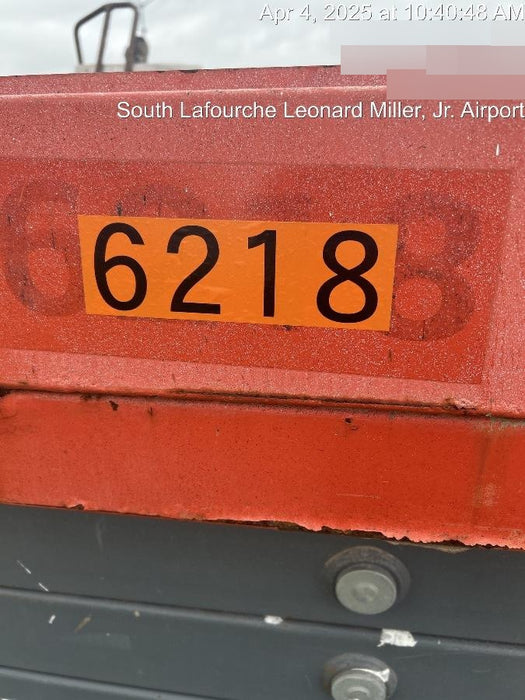 Apr 4, 2025 at 10:40:48 AM
South Lafourche Leonard Miller, Jr. Airport
6218